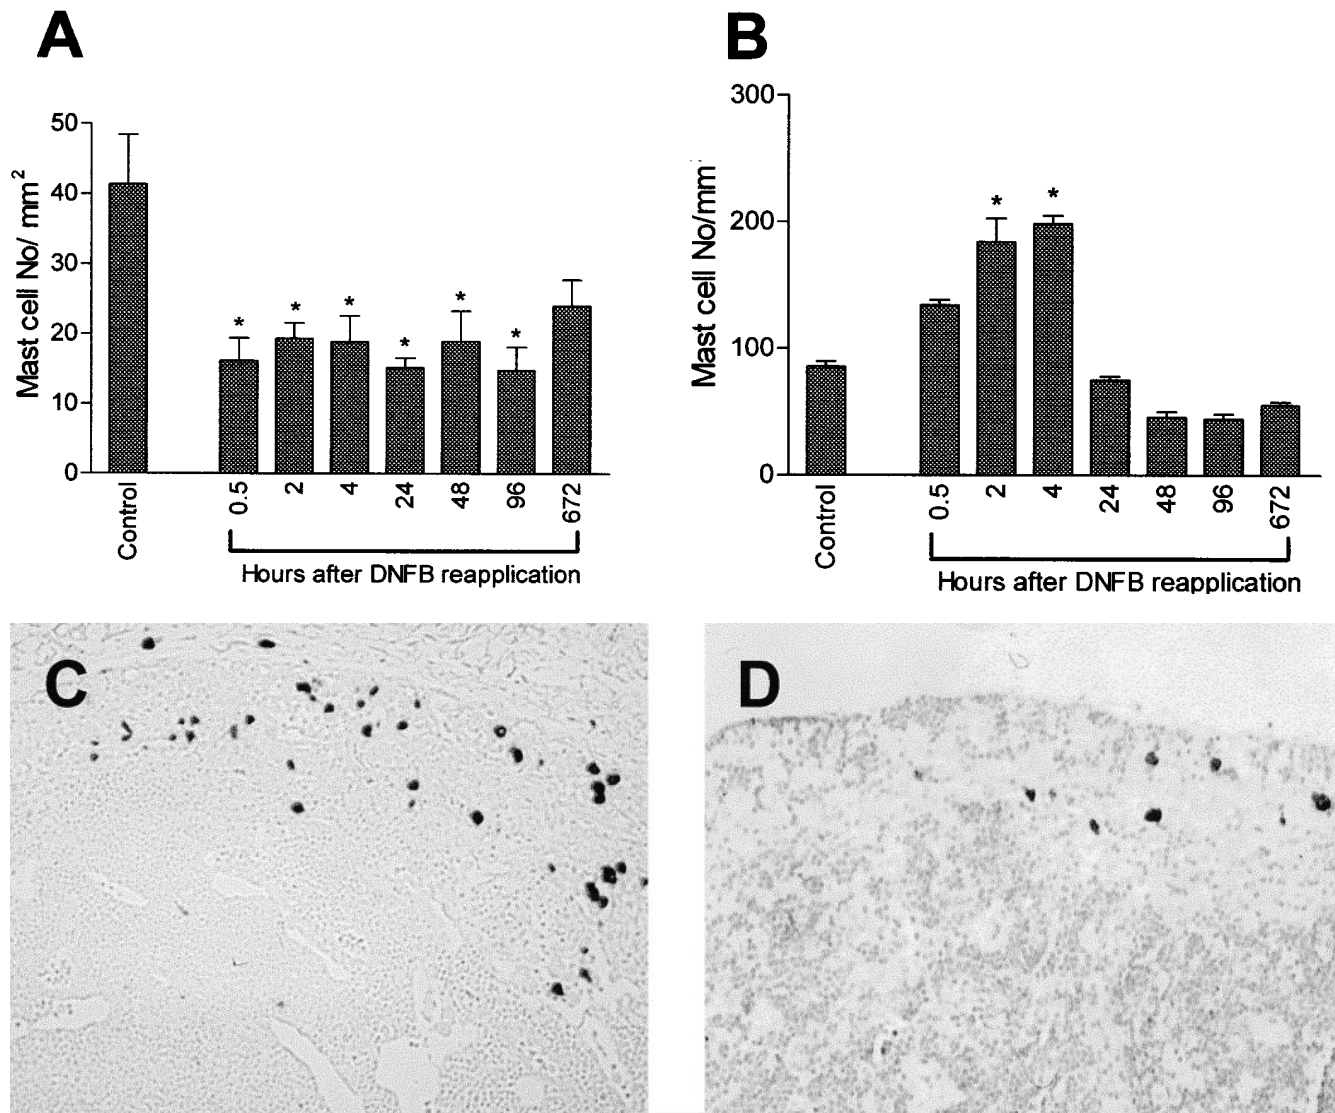 A
B
Mast cell No/ mm²
50
40
30
20
10
0
* * * * * *
Control
0.5
2
4
24
48
96
672
Hours after DNFB reapplication
Mast cell No/mm
300
200
100
0
* *
Control
0.5
2
4
24
48
96
672
Hours after DNFB reapplication
C
D